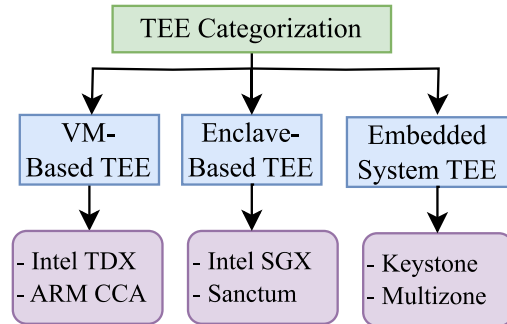 TEE Categorization
VM-
Based TEE
Enclave-
Based TEE
Embedded
System TEE
- Intel TDX
- ARM CCA
- Intel SGX
- Sanctum
- Keystone
- Multizone